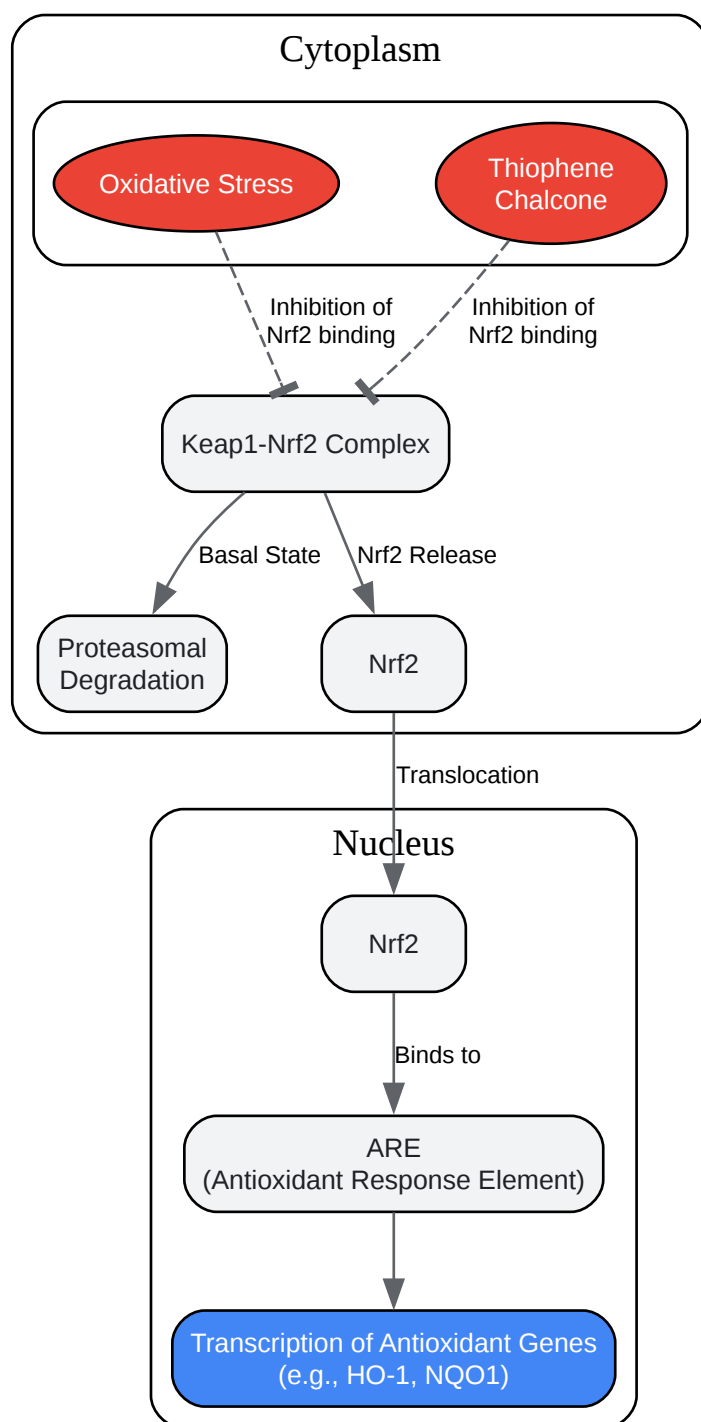 Cytoplasm
Oxidative Stress
Thiophene
Chalcone
Inhibition of
Nrf2 binding
Inhibition of
Nrf2 binding
Keap1-Nrf2 Complex
Basal State
Nrf2 Release
Proteasomal
Degradation
Nrf2
Translocation
Nucleus
Nrf2
Binds to
ARE
(Antioxidant Response Element)
Transcription of Antioxidant Genes
(e.g., HO-1, NQO1)